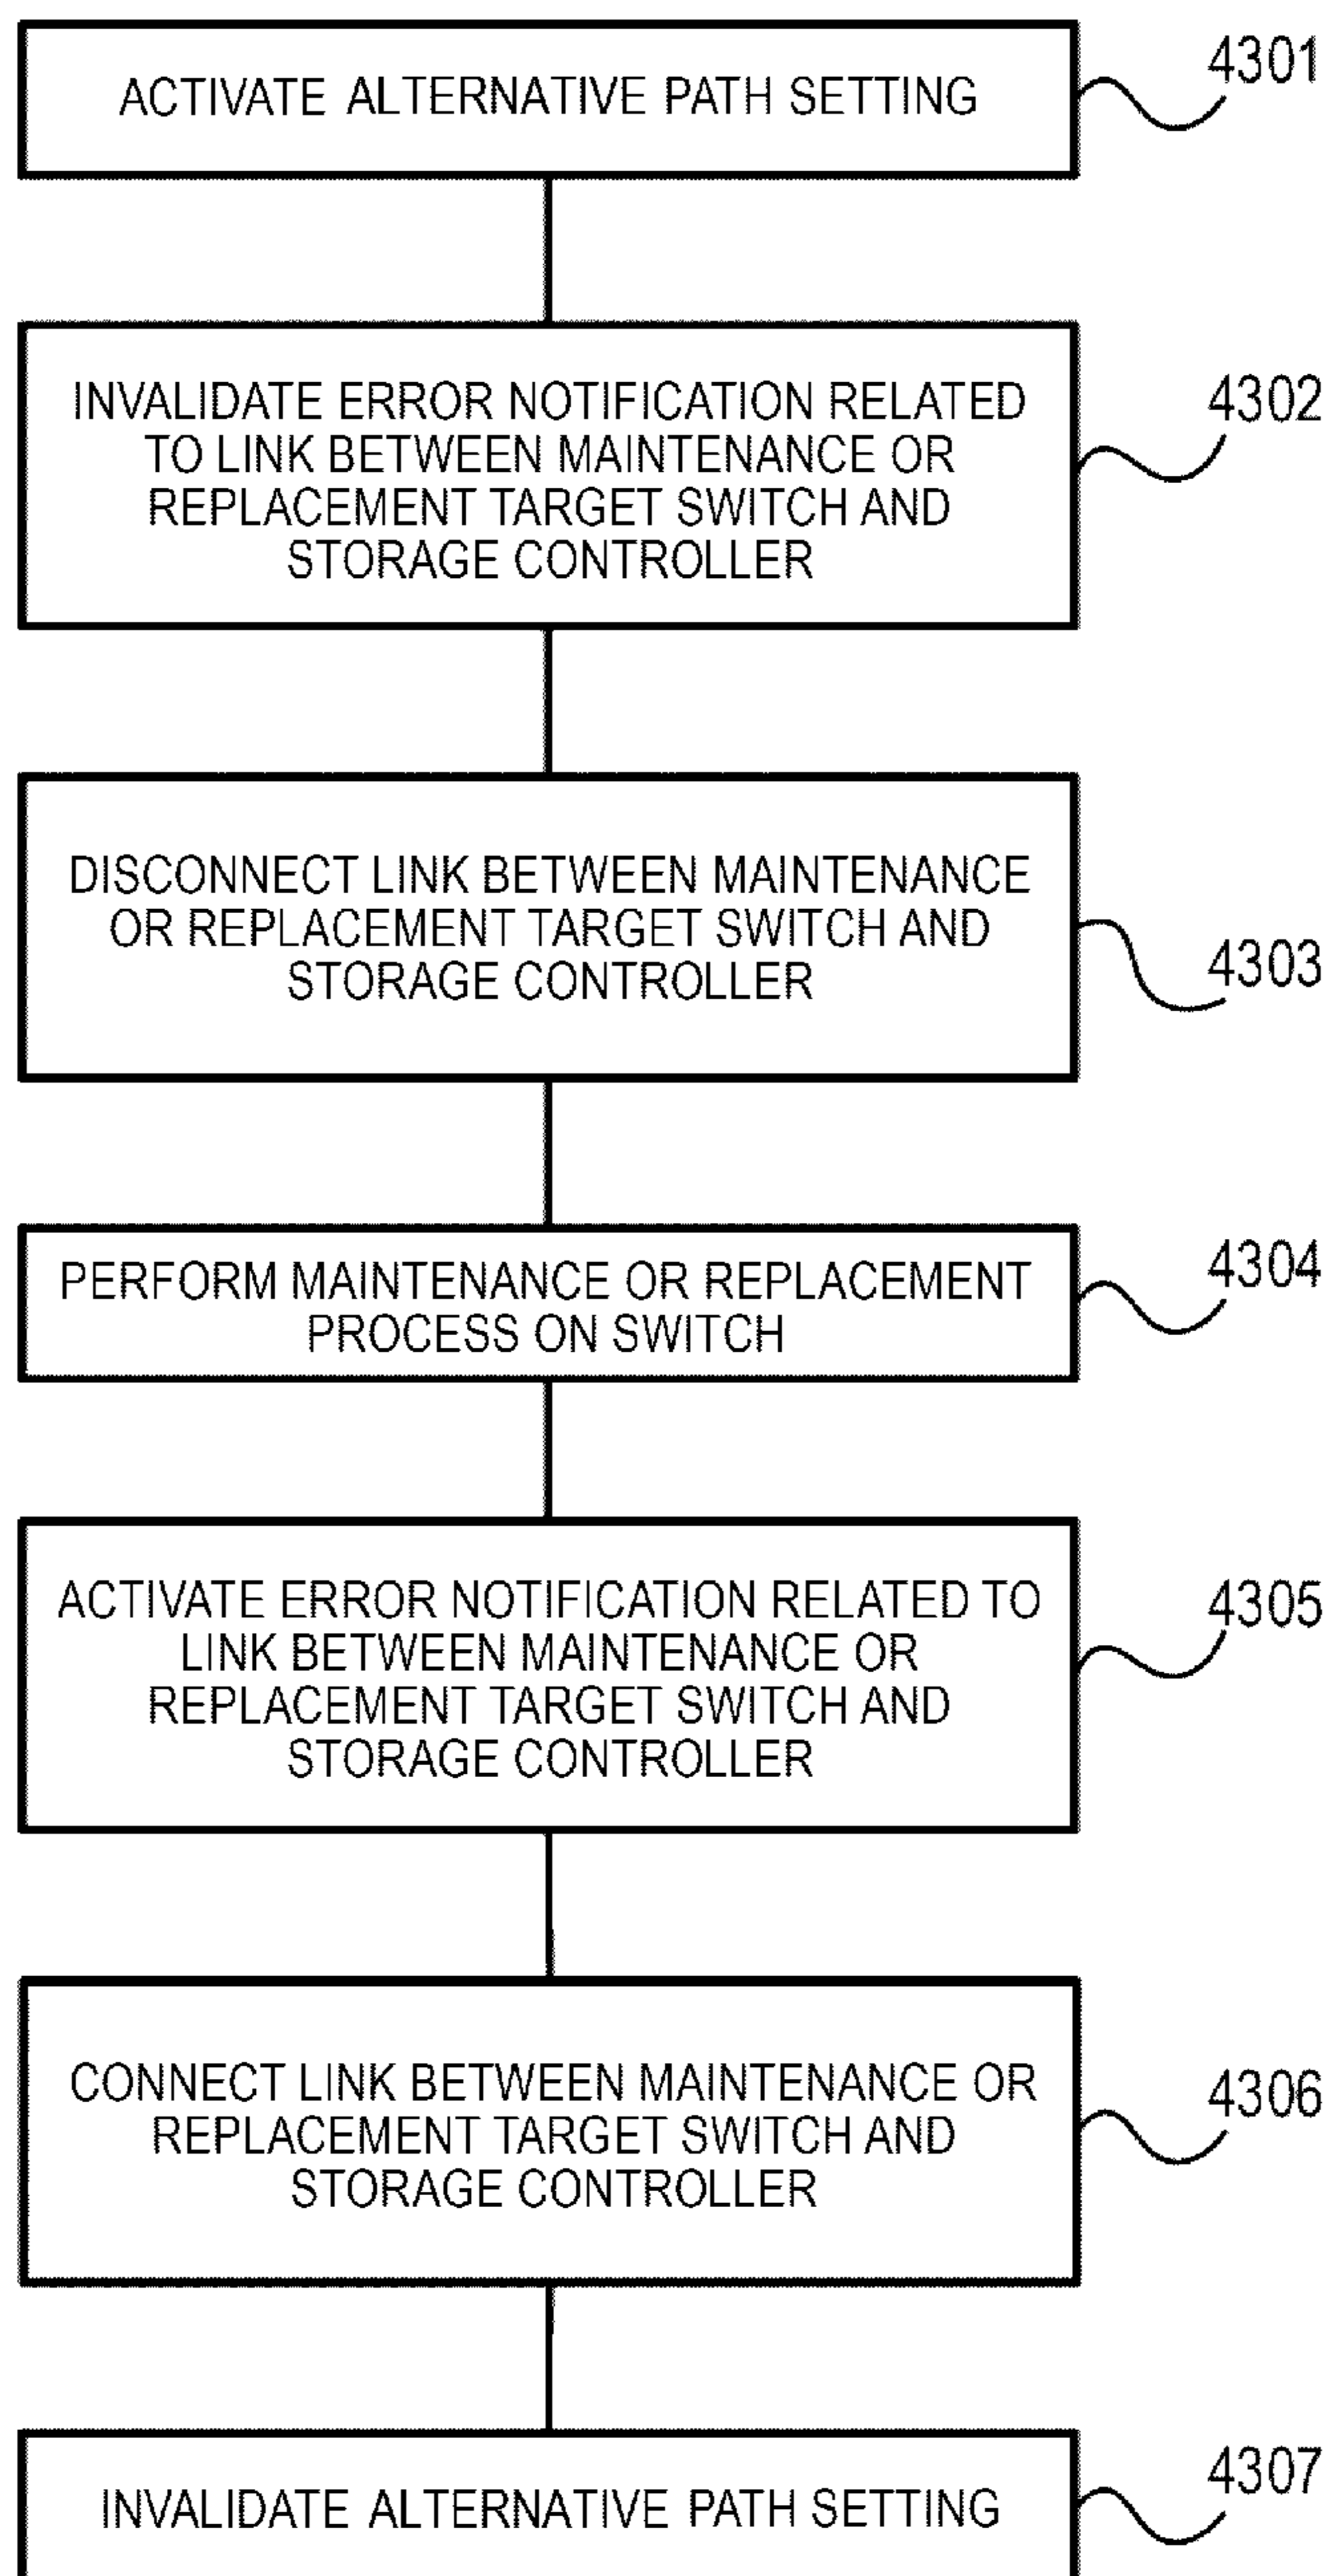 ACTIVATE ALTERNATIVE PATH SETTING
4301
INVALIDATE ERROR NOTIFICATION RELATED
TO LINK BETWEEN MAINTENANCE OR
REPLACEMENT TARGET SWITCH AND
STORAGE CONTROLLER
4302
DISCONNECT LINK BETWEEN MAINTENANCE
OR REPLACEMENT TARGET SWITCH AND
STORAGE CONTROLLER
4303
PERFORM MAINTENANCE OR REPLACEMENT
PROCESS ON SWITCH
4304
ACTIVATE ERROR NOTIFICATION RELATED TO
LINK BETWEEN MAINTENANCE OR
REPLACEMENT TARGET SWITCH AND
STORAGE CONTROLLER
4305
CONNECT LINK BETWEEN MAINTENANCE OR
REPLACEMENT TARGET SWITCH AND
STORAGE CONTROLLER
4306
INVALIDATE ALTERNATIVE PATH SETTING
4307